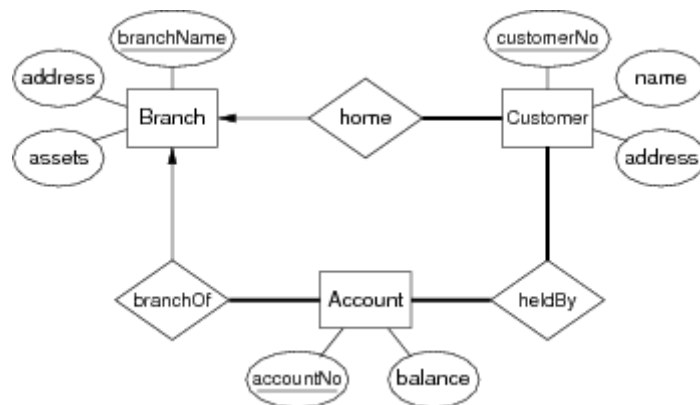 branchName
customerNo
address
name
Branch
home
Customer
assets
address
branchOf
Account
heldBy
accountNo
balance